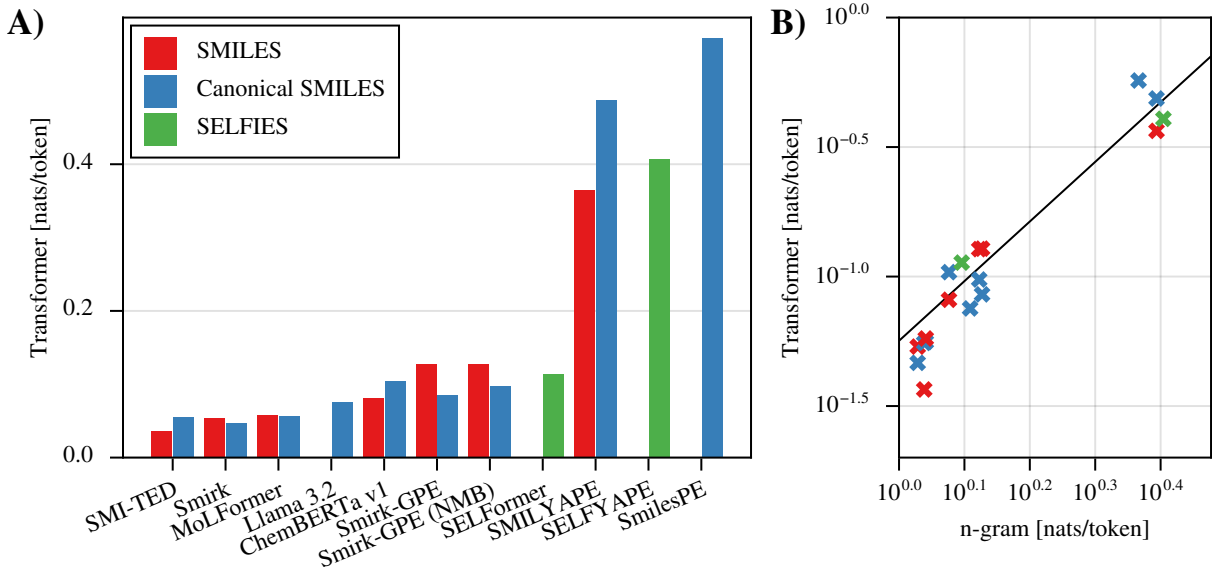 A)
SMILES
Canonical SMILES
SELFIES
Transformer [nats/token]
0.4
0.2
0.0
SMI-TED
Smirk
MoLFormer
Llama 3.2
ChemBERTa v1
Smirk-GPE
Smirk-GPE (NMB)
SELFormer
SMILYAPE
SELFYAPE
SmilesPE
B)
Transformer [nats/token]
10^0.0
10^−0.5
10^−1.0
10^−1.5
10^0.0 10^0.1 10^0.2 10^0.3 10^0.4
n-gram [nats/token]